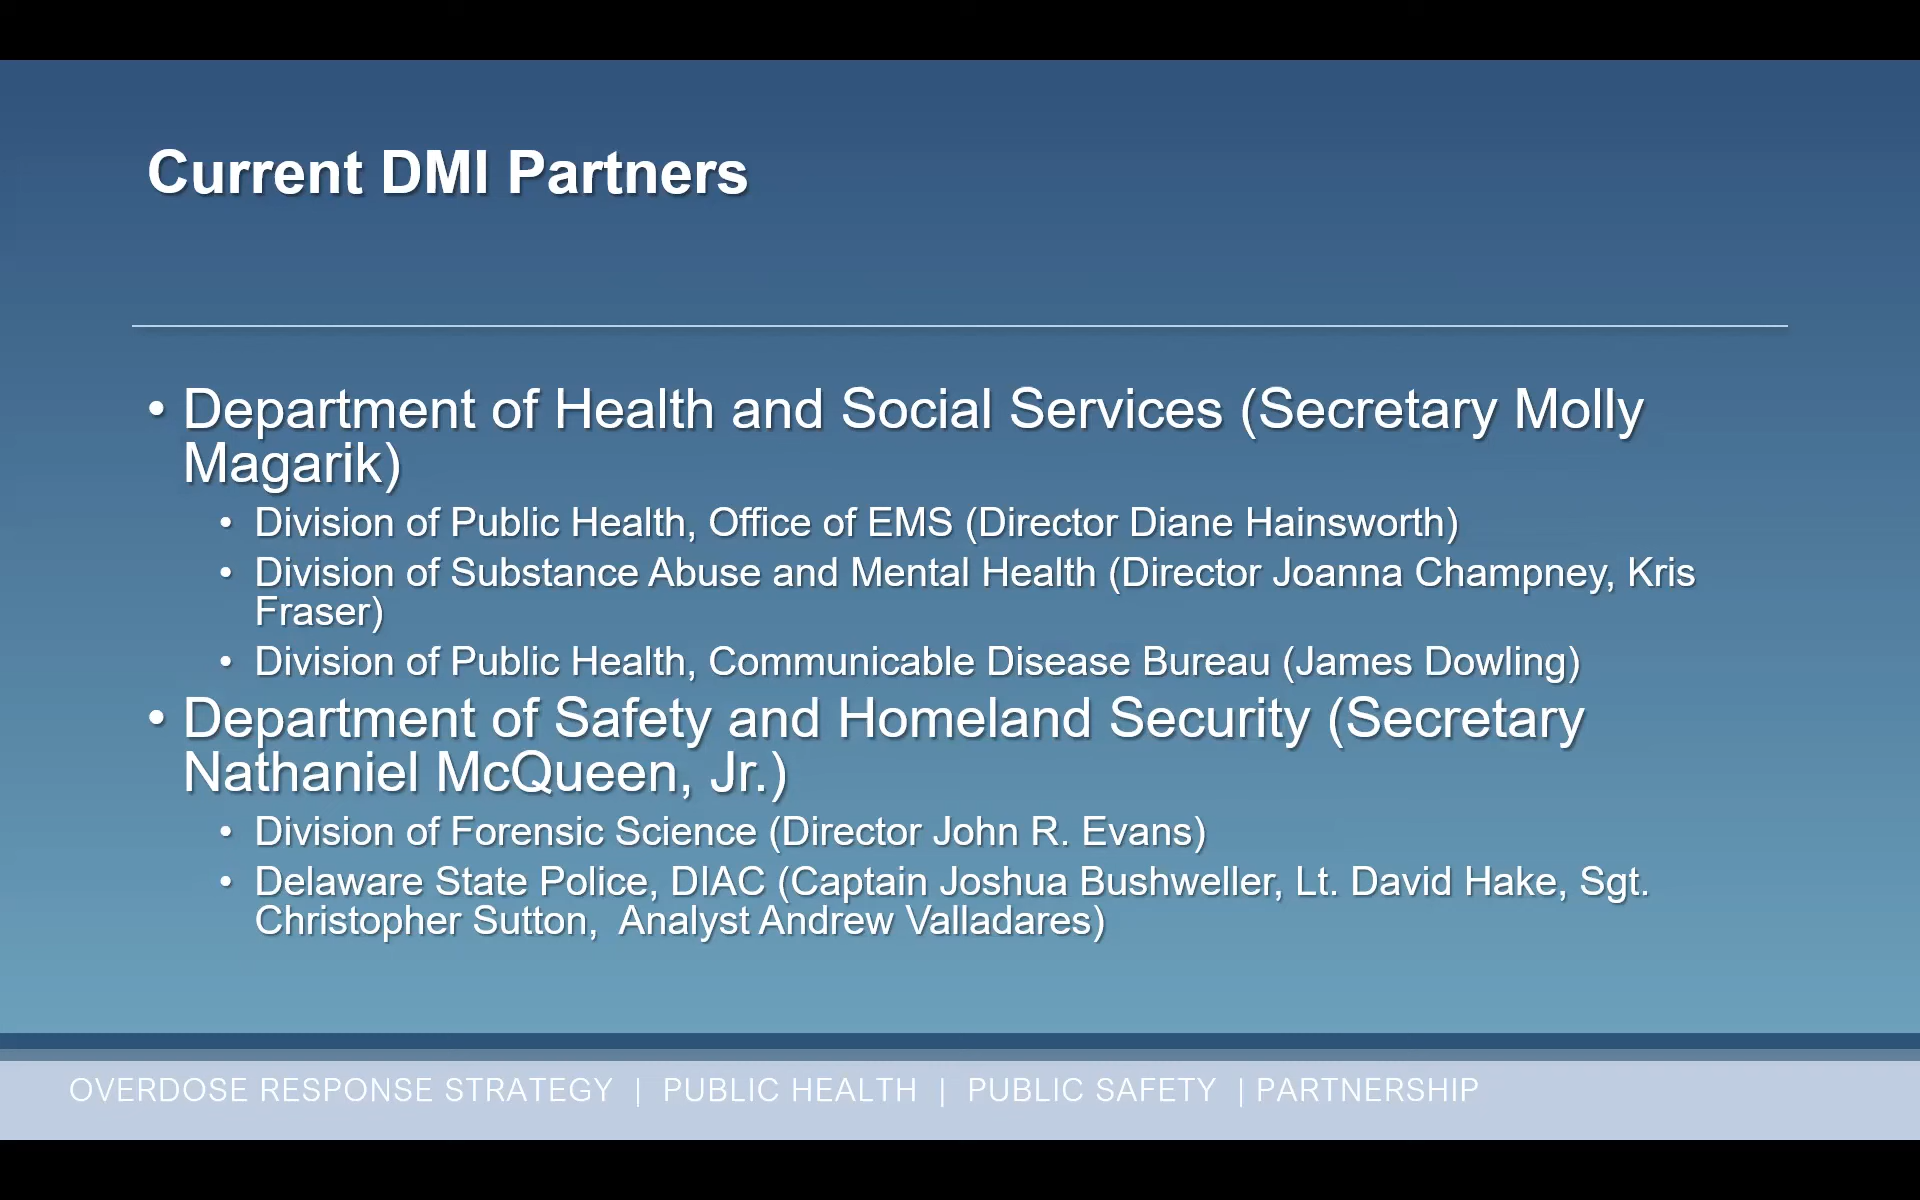 Current DMI Partners
• Department of Health and Social Services (Secretary Molly
Magarik)
• Division of Public Health, Office of EMS (Director Diane Hainsworth)
• Division of Substance Abuse and Mental Health (Director Joanna Champney, Kris
Fraser)
• Division of Public Health, Communicable Disease Bureau (James Dowling)
• Department of Safety and Homeland Security (Secretary
Nathaniel McQueen, Jr.)
• Division of Forensic Science (Director John R. Evans)
• Delaware State Police, DIAC (Captain Joshua Bushweller, Lt. David Hake, Sgt.
Christopher Sutton,  Analyst Andrew Valladares)
OVERDOSE RESPONSE STRATEGY | PUBLIC HEALTH | PUBLIC SAFETY | PARTNERSHIP